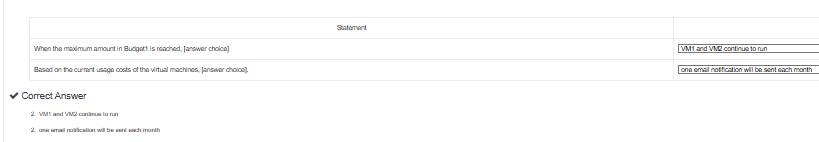 Statement
When the maximum amount in Budget1 is reached, [answer choice]
VM1 and VM2 continue to run
Based on the current usage costs of the virtual machines, [answer choice].
one email notification will be sent each month
Correct Answer
2. VM1 and VM2 continue to run
2. one email notification will be sent each month